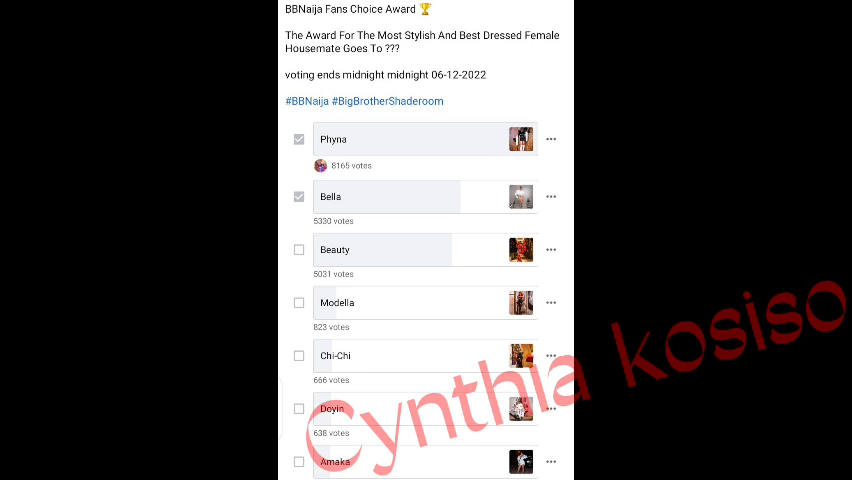 BBNaija Fans Choice Award 🏆
The Award For The Most Stylish And Best Dressed Female
Housemate Goes To ???
voting ends midnight midnight 06-12-2022
#BBNaija #BigBrotherShaderoom
Phyna
8165 votes
Bella
5330 votes
Beauty
5031 votes
Modella
823 votes
Chi-Chi
666 votes
Doyin
638 votes
Amaka
Cynthia kosiso